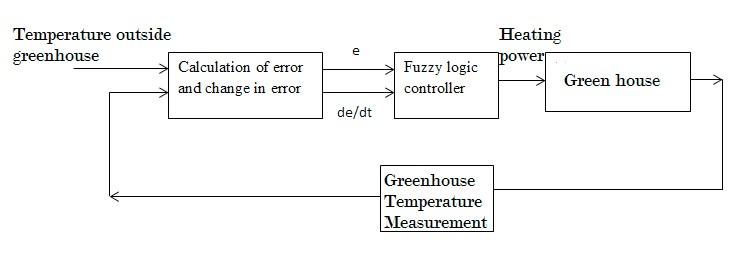 Temperature outside
greenhouse
Calculation of error
and change in error
e
de/dt
Fuzzy logic
controller
Heating
power
Green house
Greenhouse
Temperature
Measurement